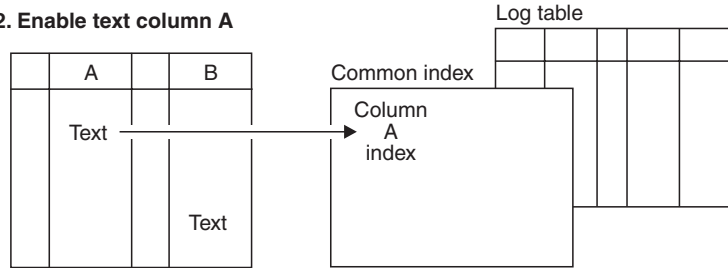 2. Enable text column A
Log table
A B
Common index
Column
A
index
Text
Text